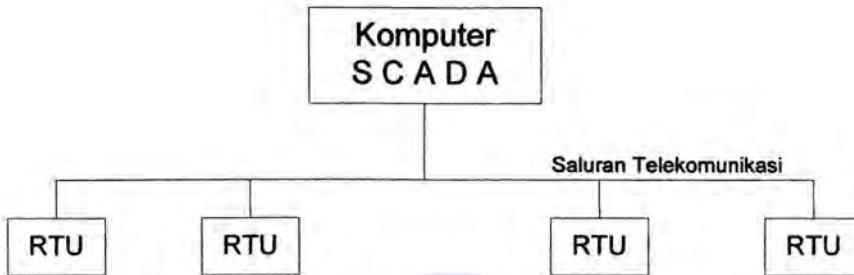 Komputer
S C A D A
Saluran Telekomunikasi
RTU
RTU
RTU
RTU